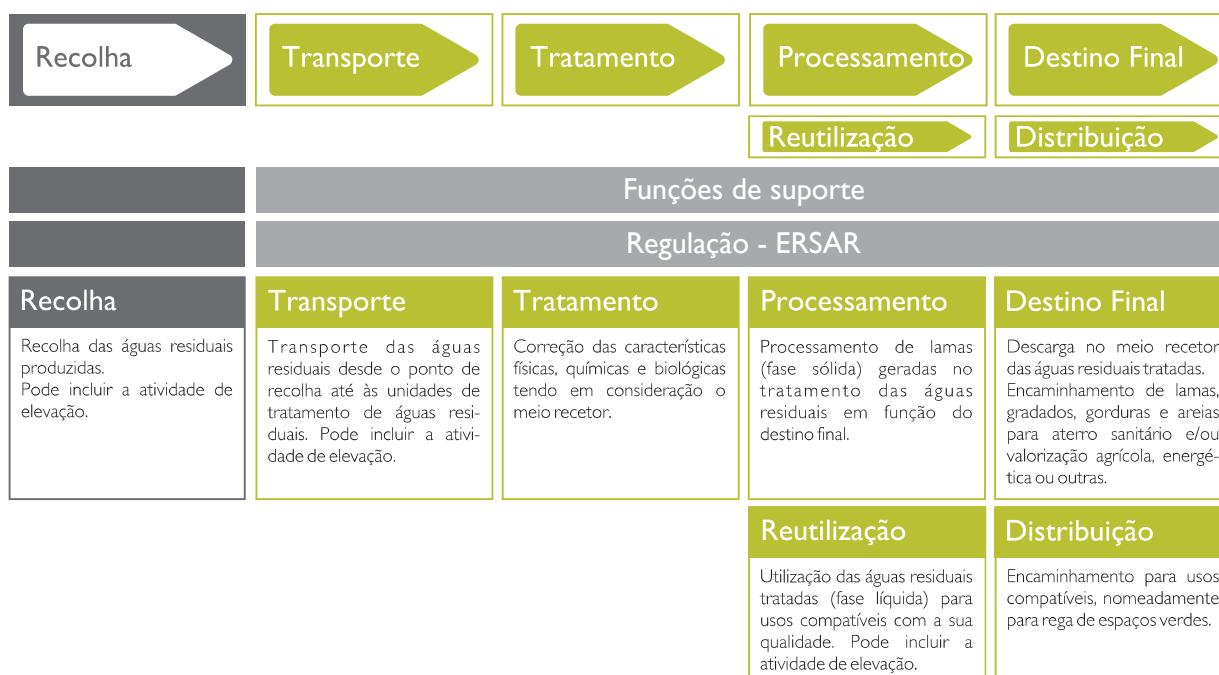 Recolha
Transporte
Tratamento
Processamento
Destino Final
Reutilização
Distribuição
Funções de suporte
Regulação - ERSAR
Recolha
Recolha das águas residuais
produzidas.
Pode incluir a atividade de
elevação.
Transporte
Transporte das águas
residuais desde o ponto de
recolha até às unidades de
tratamento de águas resi-
duais. Pode incluir a ativi-
dade de elevação.
Tratamento
Correção das características
físicas, químicas e biológicas
tendo em consideração o
meio recetor.
Processamento
Processamento de lamas
(fase sólida) geradas no
tratamento das águas
residuais em função do
destino final.
Destino Final
Descarga no meio recetor
das águas residuais tratadas.
Encaminhamento de lamas,
gradados, gorduras e areias
para aterro sanitário e/ou
valorização agrícola, energé-
tica ou outras.
Reutilização
Utilização das águas residuais
tratadas (fase líquida) para
usos compatíveis com a sua
qualidade. Pode incluir a
atividade de elevação.
Distribuição
Encaminhamento para usos
compatíveis, nomeadamente
para rega de espaços verdes.